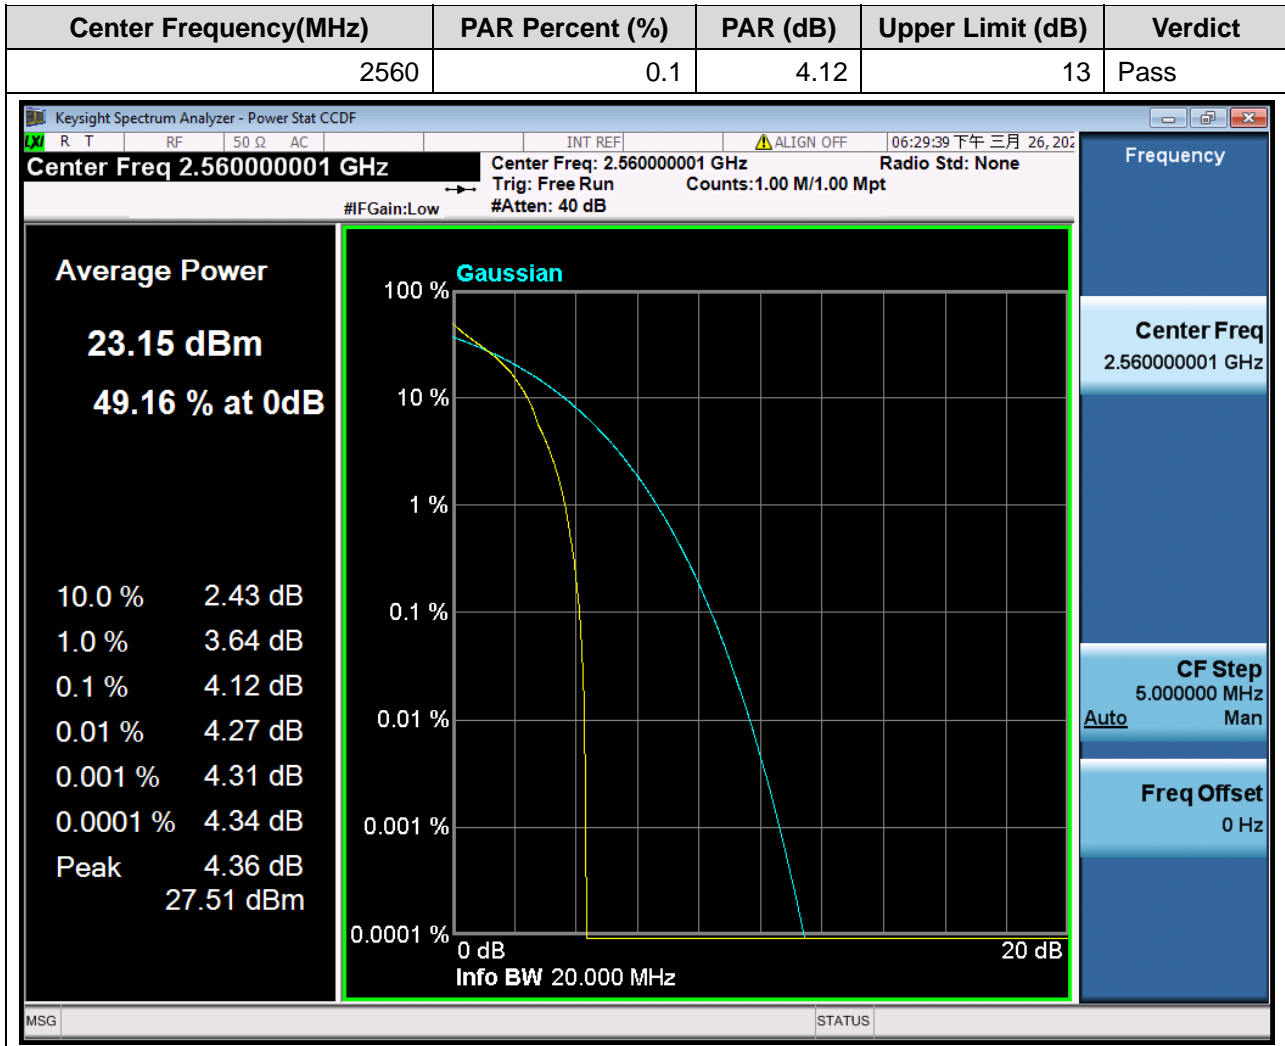 Center Frequency(MHz) PAR Percent (%) PAR (dB) Upper Limit (dB) Verdict
2560 0.1 4.12 13 Pass
Keysight Spectrum Analyzer - Power Stat CCDF
LXI R T RF 50 Ω AC INT REF ALIGN OFF 06:29:39 下午 三月 26, 202
Center Freq 2.560000001 GHz
Center Freq: 2.560000001 GHz Radio Std: None
Trig: Free Run Counts:1.00 M/1.00 Mpt
#IFGain:Low #Atten: 40 dB
Average Power
23.15 dBm
49.16 % at 0dB
10.0 % 2.43 dB
1.0 % 3.64 dB
0.1 % 4.12 dB
0.01 % 4.27 dB
0.001 % 4.31 dB
0.0001 % 4.34 dB
Peak 4.36 dB
27.51 dBm
Gaussian
100 %
10 %
1 %
0.1 %
0.01 %
0.001 %
0.0001 %
0 dB 20 dB
Info BW 20.000 MHz
Frequency
Center Freq
2.560000001 GHz
CF Step
5.000000 MHz
Auto Man
Freq Offset
0 Hz
MSG STATUS